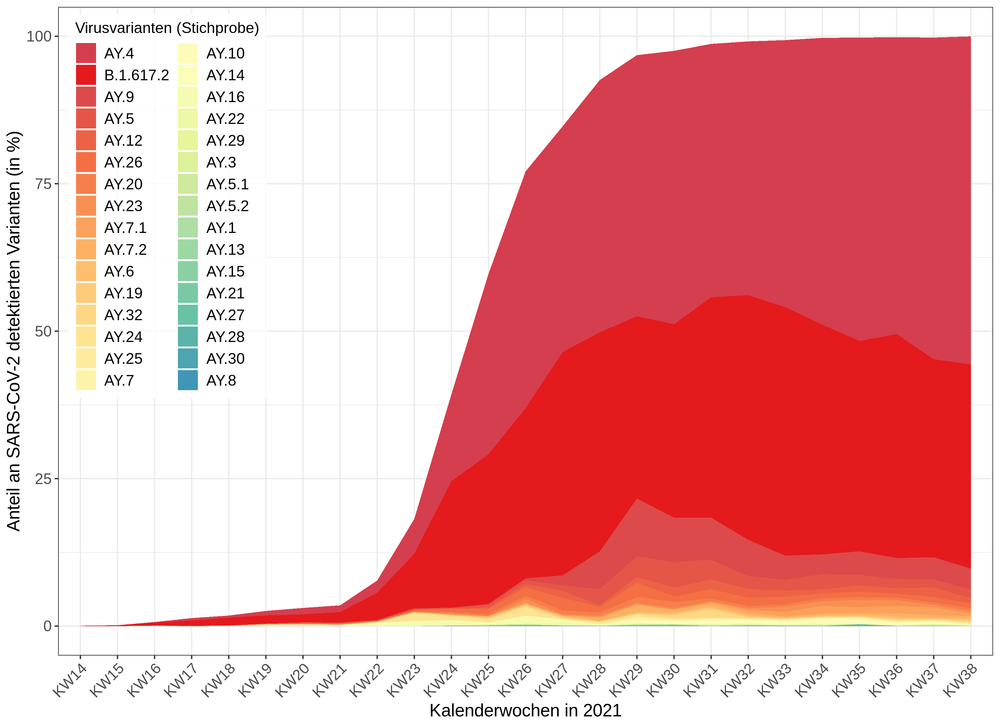 Virusvarianten (Stichprobe)
AY.4
B.1.617.2
AY.9
AY.5
AY.12
AY.26
AY.20
AY.23
AY.7.1
AY.7.2
AY.6
AY.19
AY.32
AY.24
AY.25
AY.7
AY.10
AY.14
AY.16
AY.22
AY.29
AY.3
AY.5.1
AY.5.2
AY.1
AY.13
AY.15
AY.21
AY.27
AY.28
AY.30
AY.8
Anteil an SARS-CoV-2 detektierten Varianten (in %)
100
75
50
25
0
KW14
KW15
KW16
KW17
KW18
KW19
KW20
KW21
KW22
KW23
KW24
KW25
KW26
KW27
KW28
KW29
KW30
KW31
KW32
KW33
KW34
KW35
KW36
KW37
KW38
Kalenderwochen in 2021